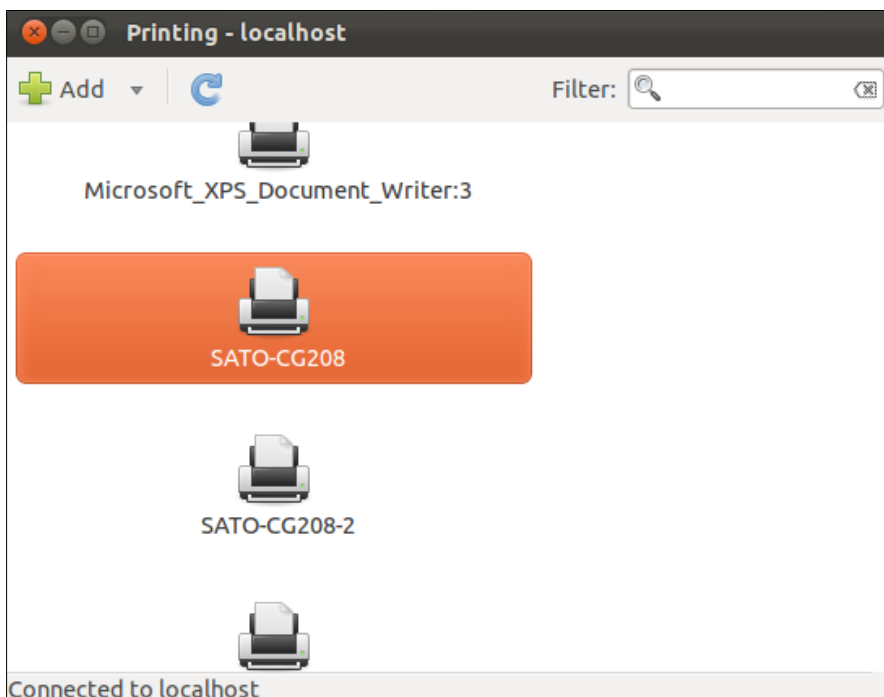 Printing - localhost
Add
Filter:
Microsoft_XPS_Document_Writer:3
SATO-CG208
SATO-CG208-2
Connected to localhost